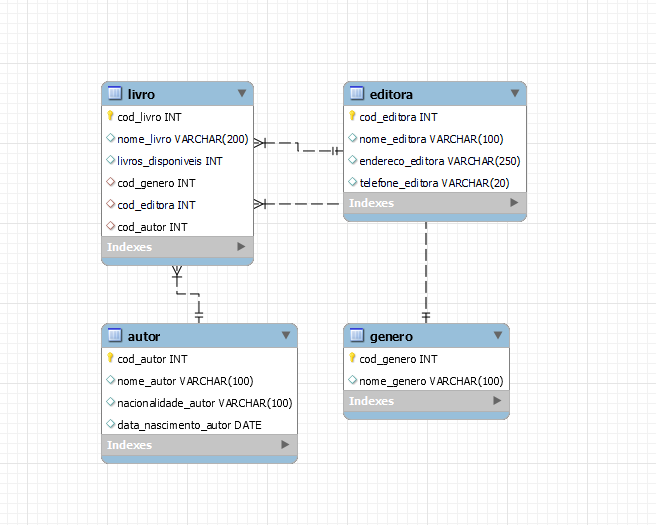 livro
cod_livro INT
nome_livro VARCHAR(200)
livros_disponiveis INT
cod_genero INT
cod_editora INT
cod_autor INT
Indexes
editora
cod_editora INT
nome_editora VARCHAR(100)
endereco_editora VARCHAR(250)
telefone_editora VARCHAR(20)
Indexes
autor
cod_autor INT
nome_autor VARCHAR(100)
nacionalidade_autor VARCHAR(100)
data_nascimento_autor DATE
Indexes
genero
cod_genero INT
nome_genero VARCHAR(100)
Indexes